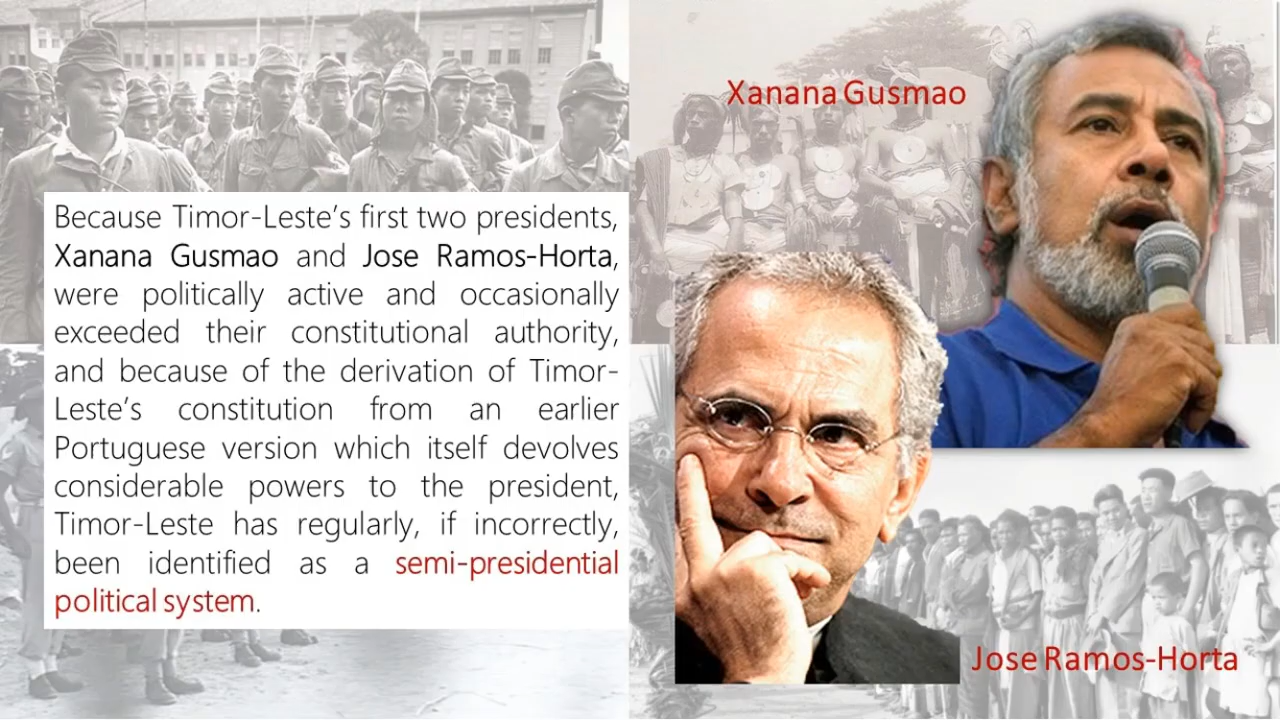 Because Timor-Leste's first two presidents,
Xanana Gusmao and Jose Ramos-Horta,
were politically active and occasionally
exceeded their constitutional authority,
and because of the derivation of Timor-
Leste's constitution from an earlier
Portuguese version which itself devolves
considerable powers to the president,
Timor-Leste has regularly, if incorrectly,
been identified as a semi-presidential
political system.
Xanana Gusmao
Jose Ramos-Horta